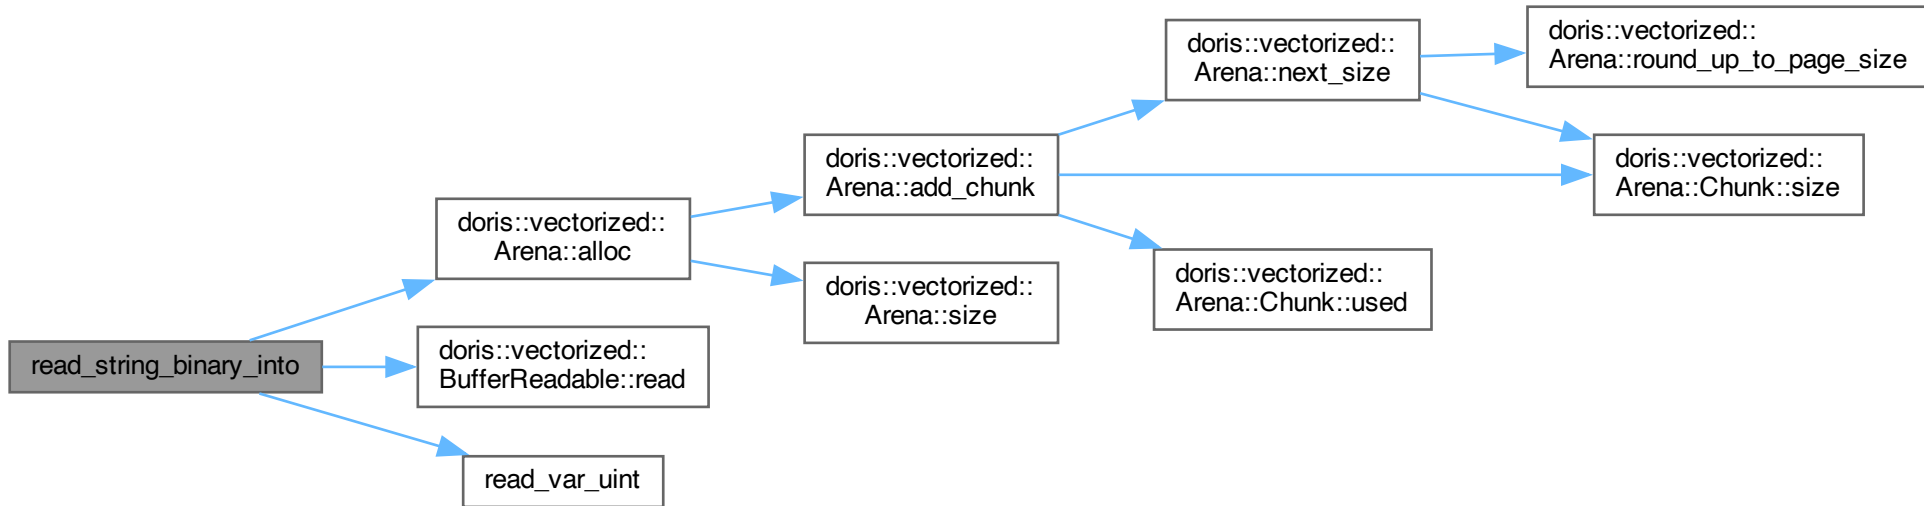 read_string_binary_into
doris::vectorized::
Arena::alloc
doris::vectorized::
BufferReadable::read
read_var_uint
doris::vectorized::
Arena::add_chunk
doris::vectorized::
Arena::size
doris::vectorized::
Arena::next_size
doris::vectorized::
Arena::Chunk::used
doris::vectorized::
Arena::round_up_to_page_size
doris::vectorized::
Arena::Chunk::size